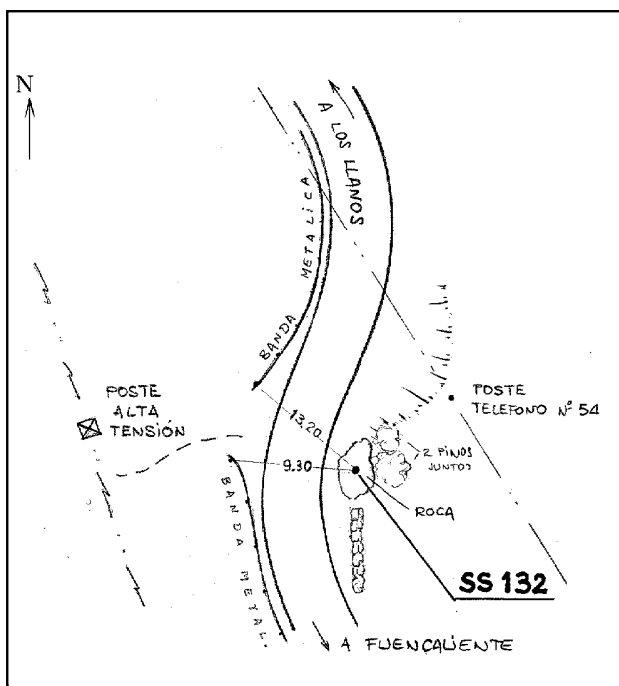 N
A LOS LLANOS
BANDA METALICA
POSTE
ALTA
TENSIÓN
13,20
POSTE
TELEFONO Nº 54
2 PINOS
JUNTOS
9.30
ROCA
BANDA METAL.
SS 132
A FUENCALIENTE